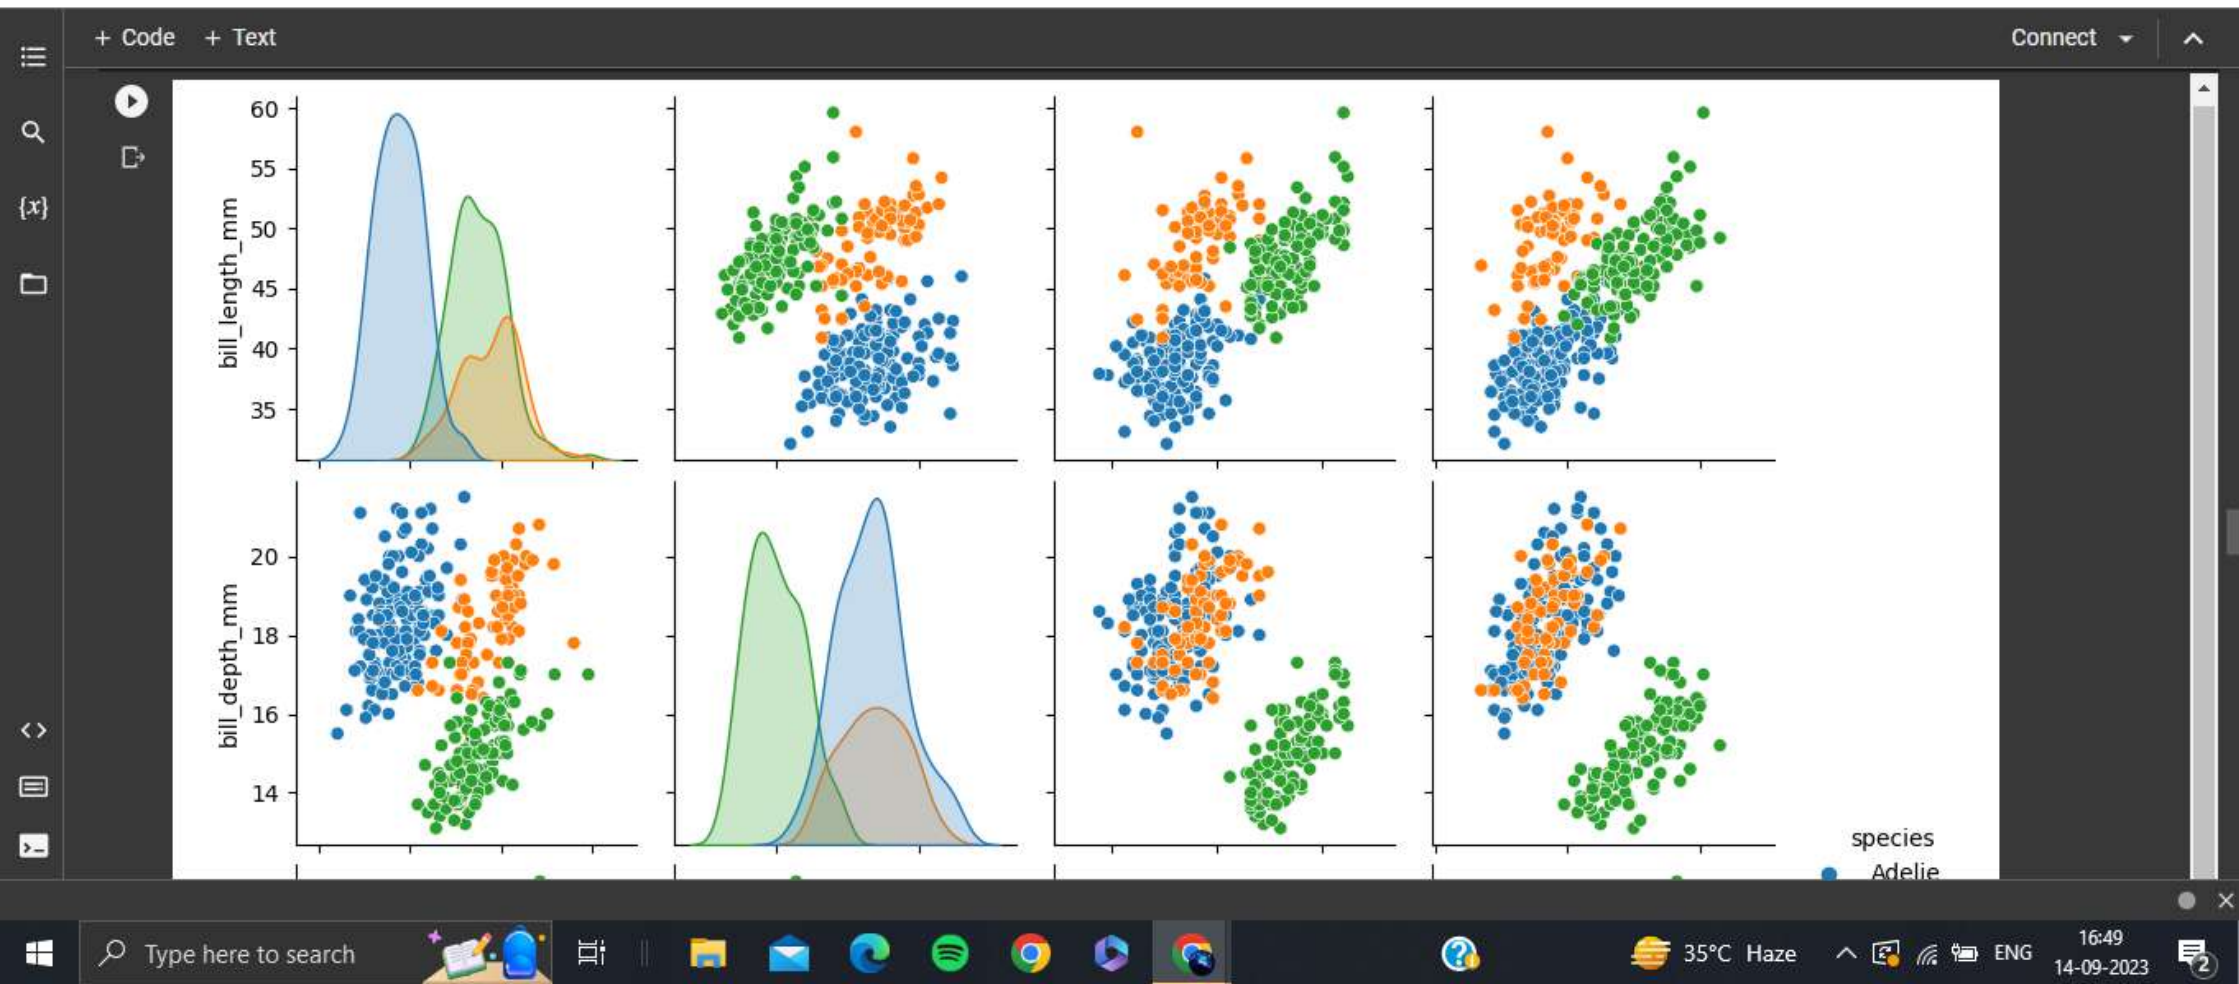 + Code + Text
Connect
{x}
60
55
50
45
40
35
bill_length_mm
20
18
16
14
bill_depth_mm
species
Adelie
Type here to search
35°C Haze
ENG
16:49
14-09-2023
2